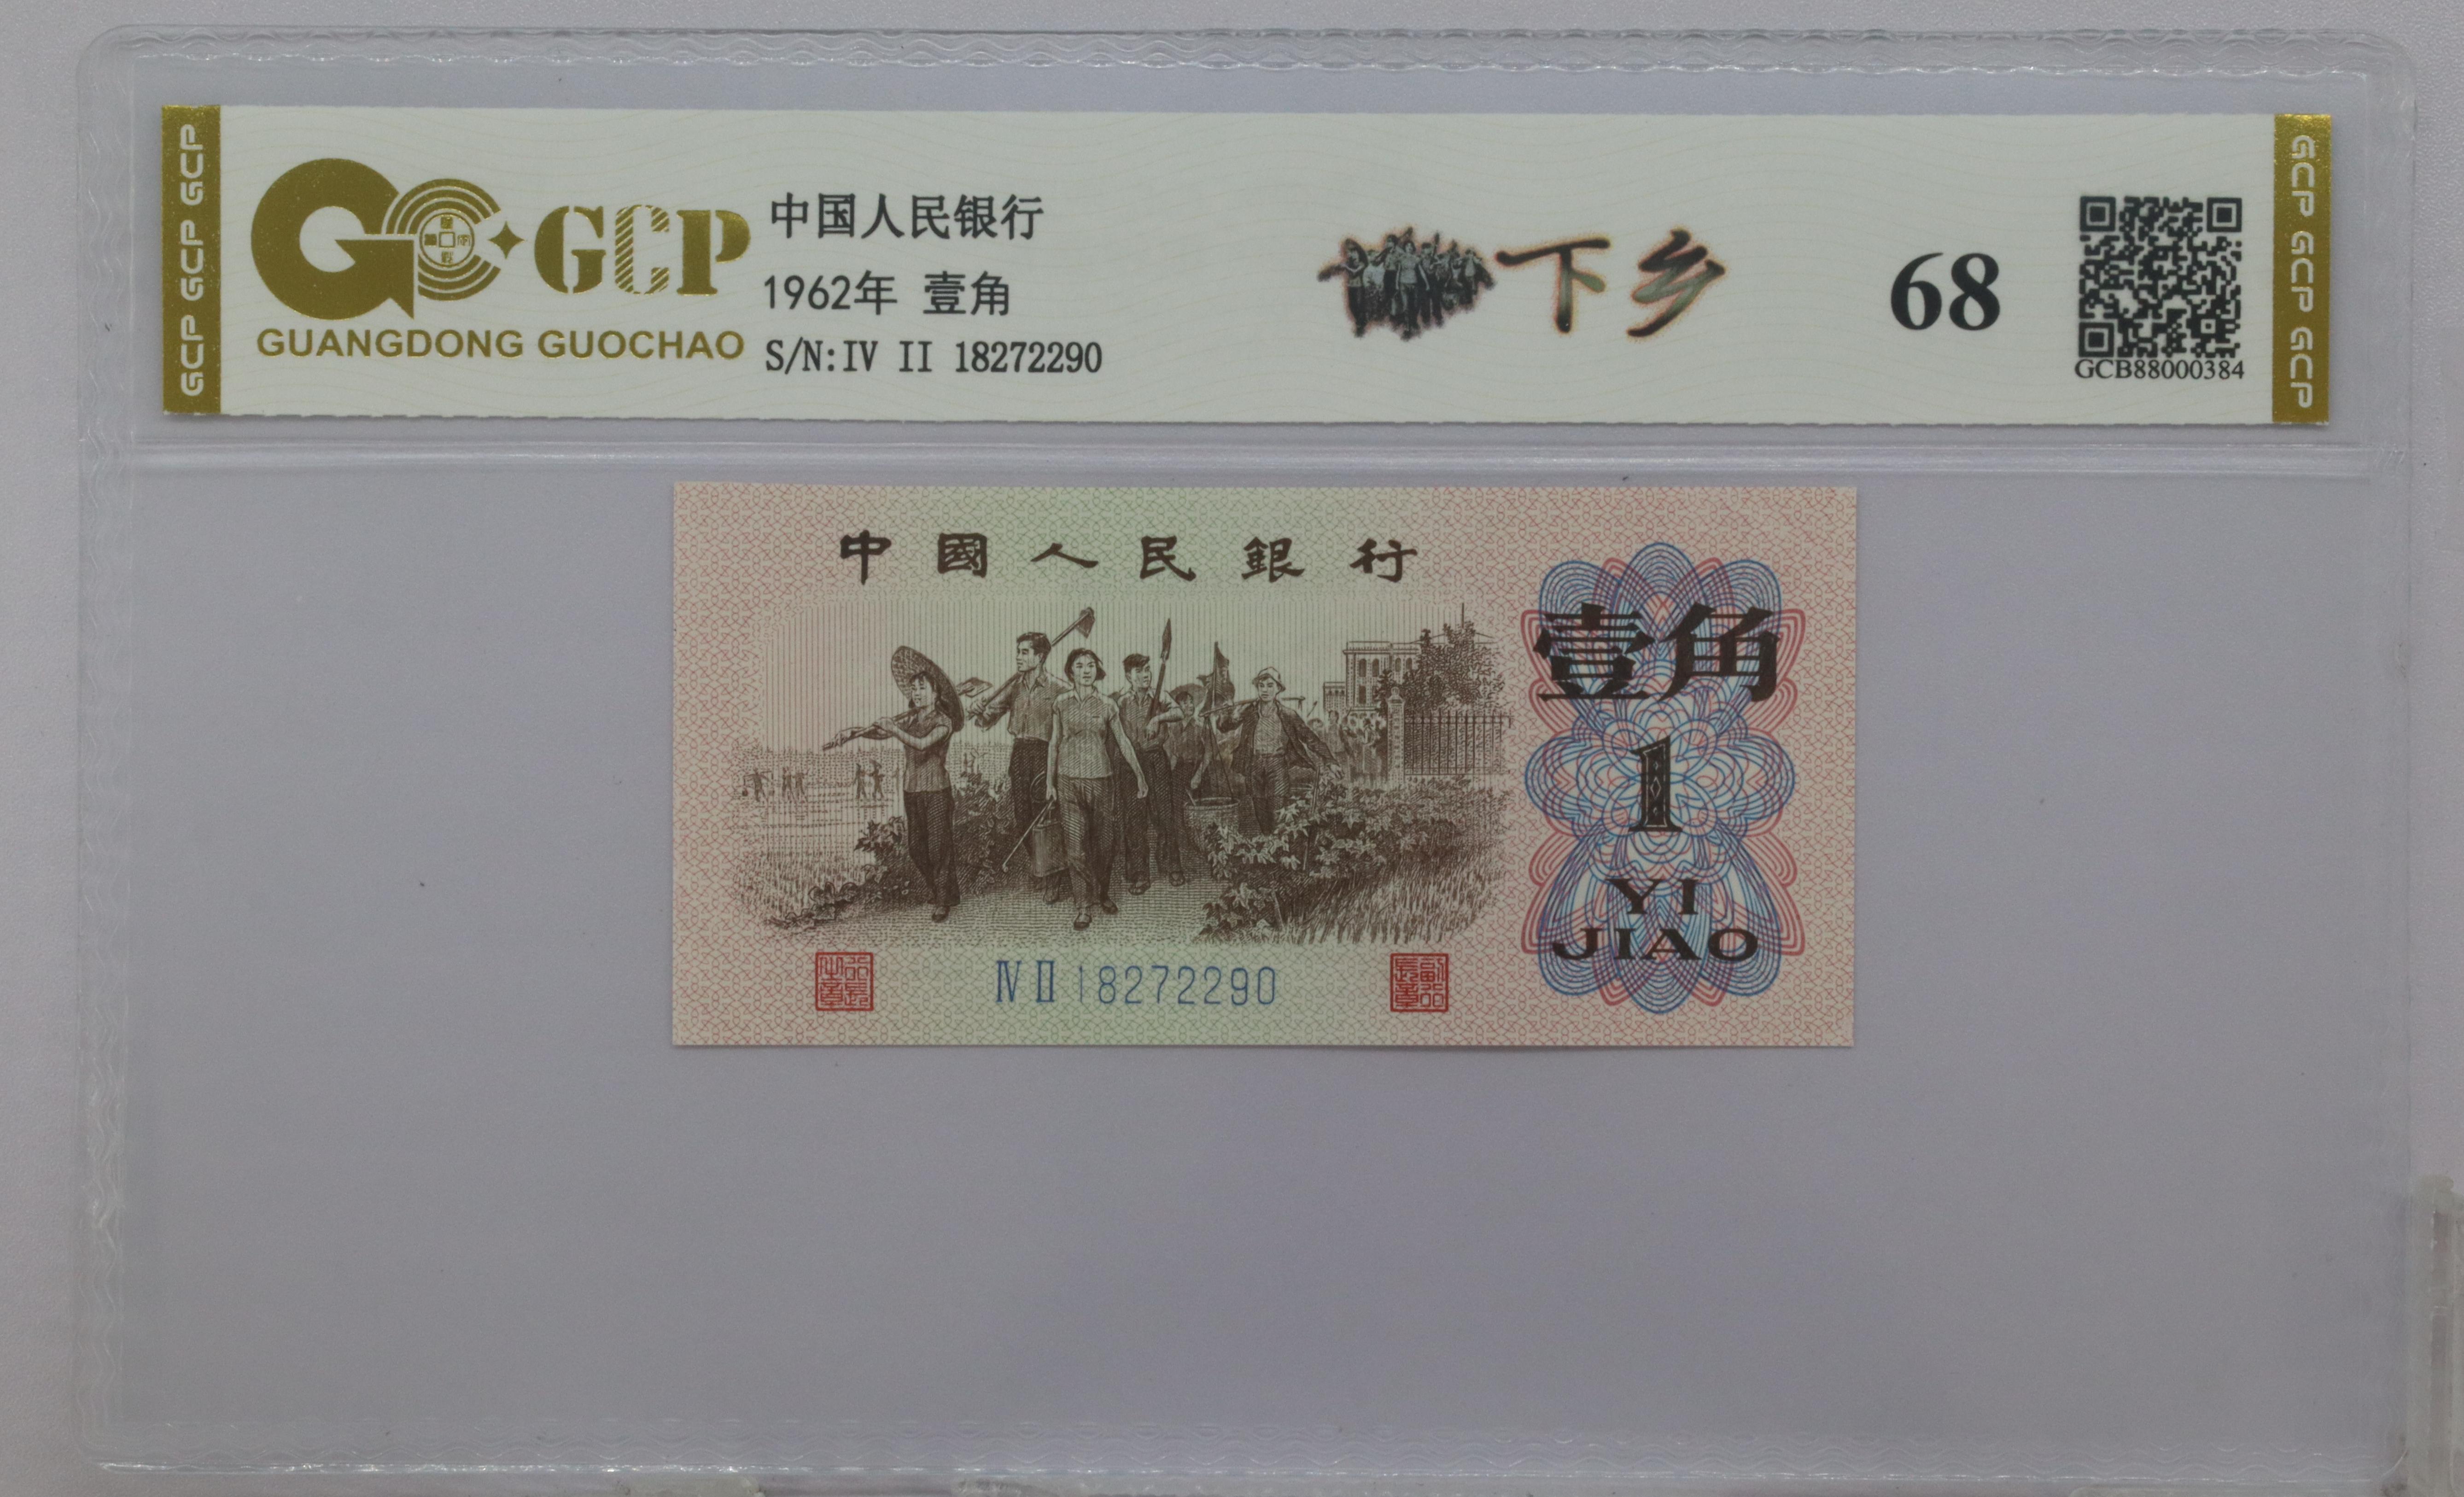 GCP GCP GCP
GCP
GUANGDONG GUOCHAO
中国人民银行
1962年 壹角
S/N:IV II 18272290
下乡
68
GCB88000384
GCP GCP GCP
中國人民銀行
壹角
1
YI
JIAO
Ⅳ Ⅱ 18272290